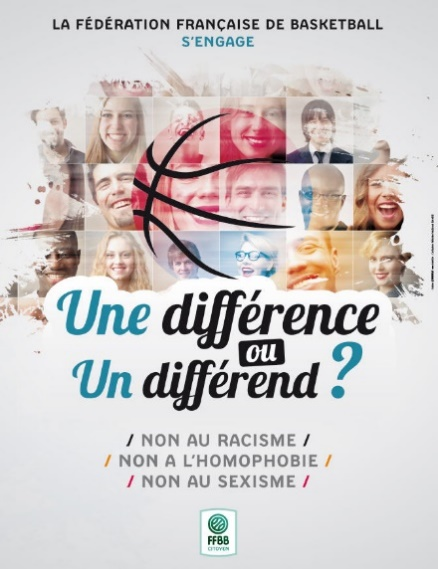 LA FÉDÉRATION FRANÇAISE DE BASKETBALL
S'ENGAGE
Une différence
ou
Un différend ?
/ NON AU RACISME /
/ NON A L'HOMOPHOBIE /
/ NON AU SEXISME /
FFBB
CITOYEN